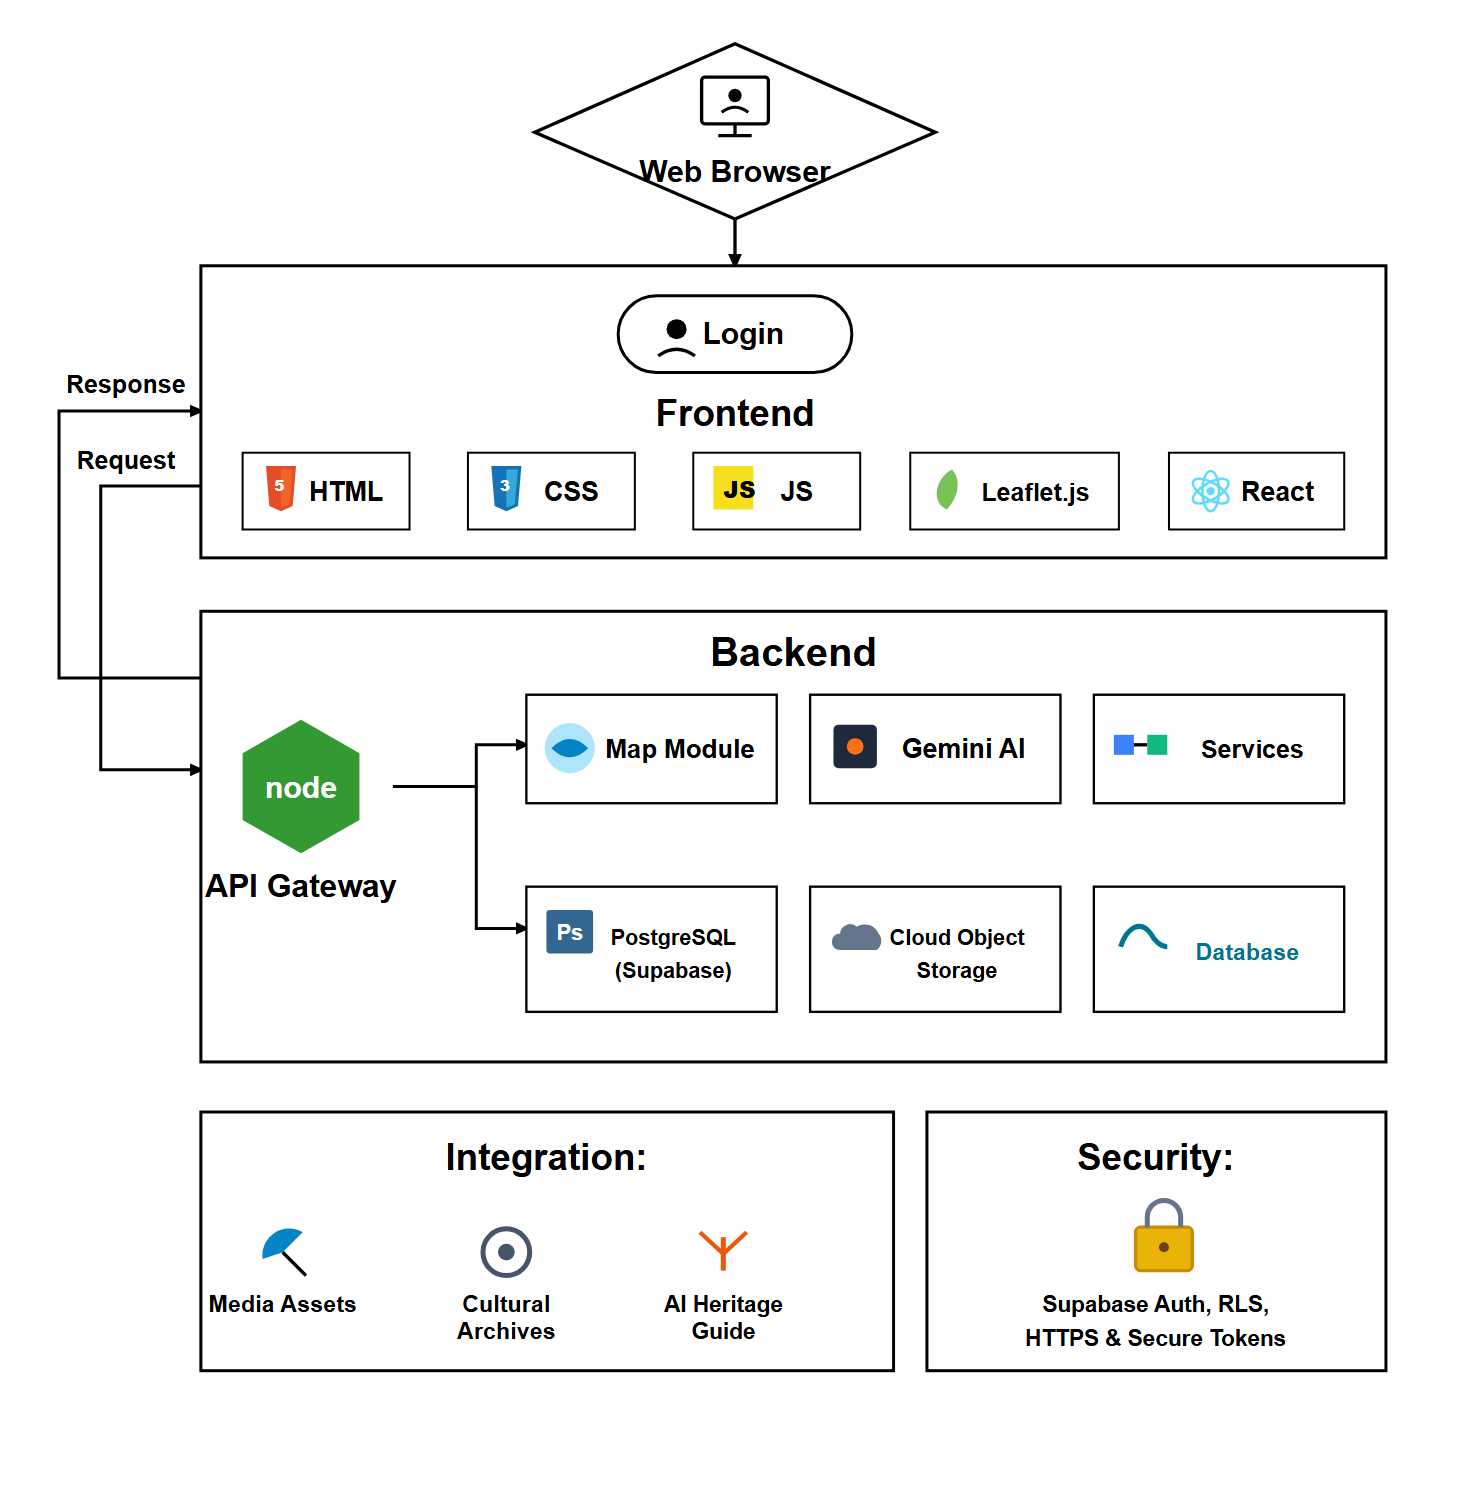 Web Browser
Login
Frontend
Response
Request
5 HTML
3 CSS
JS JS
Leaflet.js
React
Backend
node
API Gateway
Map Module
Gemini AI
Services
Ps PostgreSQL
(Supabase)
Cloud Object
Storage
Database
Integration:
Media Assets
Cultural
Archives
AI Heritage
Guide
Security:
Supabase Auth, RLS,
HTTPS & Secure Tokens